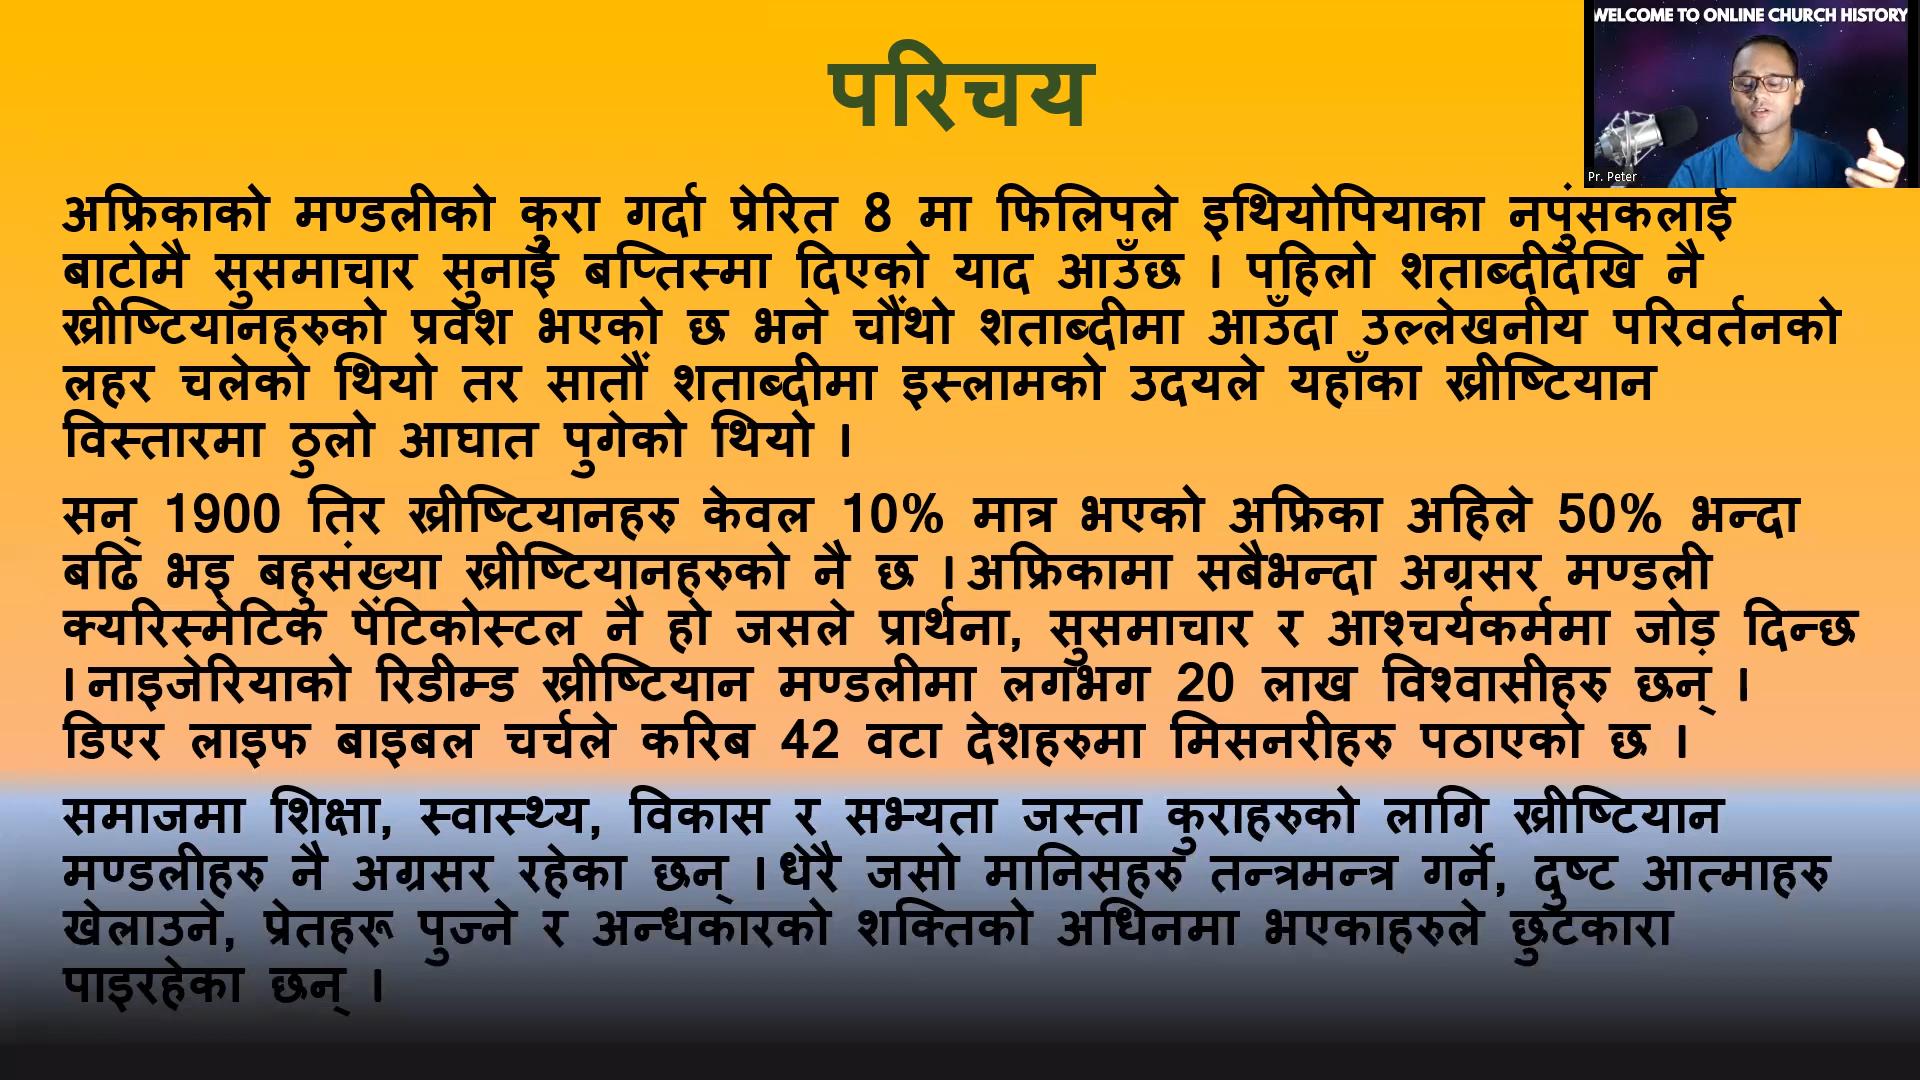 WELCOME TO ONLINE CHURCH HISTORY
Pr. Peter
परिचय
अफ्रिकाको मण्डलीको कुरा गर्दा प्रेरित 8 मा फिलिपले इथियोपियाका नपुंसकलाई
बाटोमै सुसमाचार सुनाई बप्तिस्मा दिएको याद आउँछ । पहिलो शताब्दीदेखि नै
ख्रीष्टियानहरुको प्रवेश भएको छ भने चौंथो शताब्दीमा आउँदा उल्लेखनीय परिवर्तनको
लहर चलेको थियो तर सातौं शताब्दीमा इस्लामको उदयले यहाँका ख्रीष्टियान
विस्तारमा ठुलो आघात पुगेको थियो ।
सन् 1900 तिर ख्रीष्टियानहरु केवल 10% मात्र भएको अफ्रिका अहिले 50% भन्दा
बढि भइ बहुसंख्या ख्रीष्टियानहरुको नै छ । अफ्रिकामा सबैभन्दा अग्रसर मण्डली
क्यरिस्मेटिक पेंटिकोस्टल नै हो जसले प्रार्थना, सुसमाचार र आश्चर्यकर्ममा जोड़ दिन्छ
। नाइजेरियाको रिडीम्ड ख्रीष्टियान मण्डलीमा लगभग 20 लाख विश्वासीहरु छन् ।
डिएर लाइफ बाइबल चर्चले करिब 42 वटा देशहरुमा मिसनरीहरु पठाएको छ ।
समाजमा शिक्षा, स्वास्थ्य, विकास र सभ्यता जस्ता कुराहरुको लागि ख्रीष्टियान
मण्डलीहरु नै अग्रसर रहेका छन् । धेरै जसो मानिसहरु तन्त्रमन्त्र गर्ने, दुष्ट आत्माहरु
खेलाउने, प्रेतहरू पुज्ने र अन्धकारको शक्तिको अधिनमा भएकाहरुले छुटकारा
पाइरहेका छन् ।